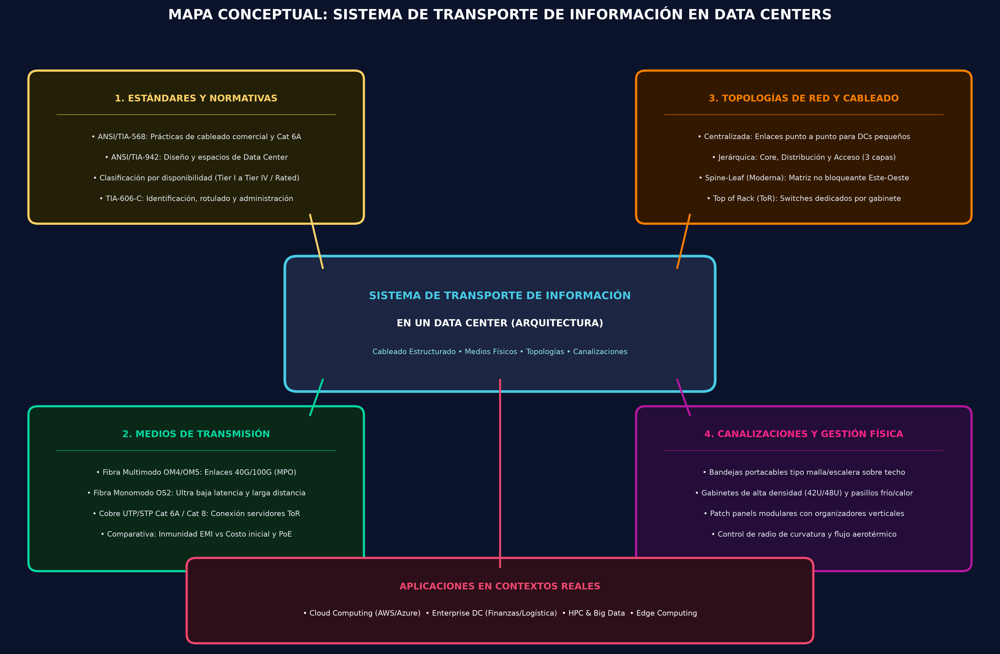 MAPA CONCEPTUAL: SISTEMA DE TRANSPORTE DE INFORMACIÓN EN DATA CENTERS
1. ESTÁNDARES Y NORMATIVAS
• ANSI/TIA-568: Prácticas de cableado comercial y Cat 6A
• ANSI/TIA-942: Diseño y espacios de Data Center
• Clasificación por disponibilidad (Tier I a Tier IV / Rated)
• TIA-606-C: Identificación, rotulado y administración
3. TOPOLOGÍAS DE RED Y CABLEADO
• Centralizada: Enlaces punto a punto para DCs pequeños
• Jerárquica: Core, Distribución y Acceso (3 capas)
• Spine-Leaf (Moderna): Matriz no bloqueante Este-Oeste
• Top of Rack (ToR): Switches dedicados por gabinete
SISTEMA DE TRANSPORTE DE INFORMACIÓN
EN UN DATA CENTER (ARQUITECTURA)
Cableado Estructurado • Medios Físicos • Topologías • Canalizaciones
2. MEDIOS DE TRANSMISIÓN
• Fibra Multimodo OM4/OM5: Enlaces 40G/100G (MPO)
• Fibra Monomodo OS2: Ultra baja latencia y larga distancia
• Cobre UTP/STP Cat 6A / Cat 8: Conexión servidores ToR
• Comparativa: Inmunidad EMI vs Costo inicial y PoE
4. CANALIZACIONES Y GESTIÓN FÍSICA
• Bandejas portacables tipo malla/escalera sobre techo
• Gabinetes de alta densidad (42U/48U) y pasillos frío/calor
• Patch panels modulares con organizadores verticales
• Control de radio de curvatura y flujo aerotérmico
APLICACIONES EN CONTEXTOS REALES
• Cloud Computing (AWS/Azure) • Enterprise DC (Finanzas/Logística) • HPC & Big Data • Edge Computing